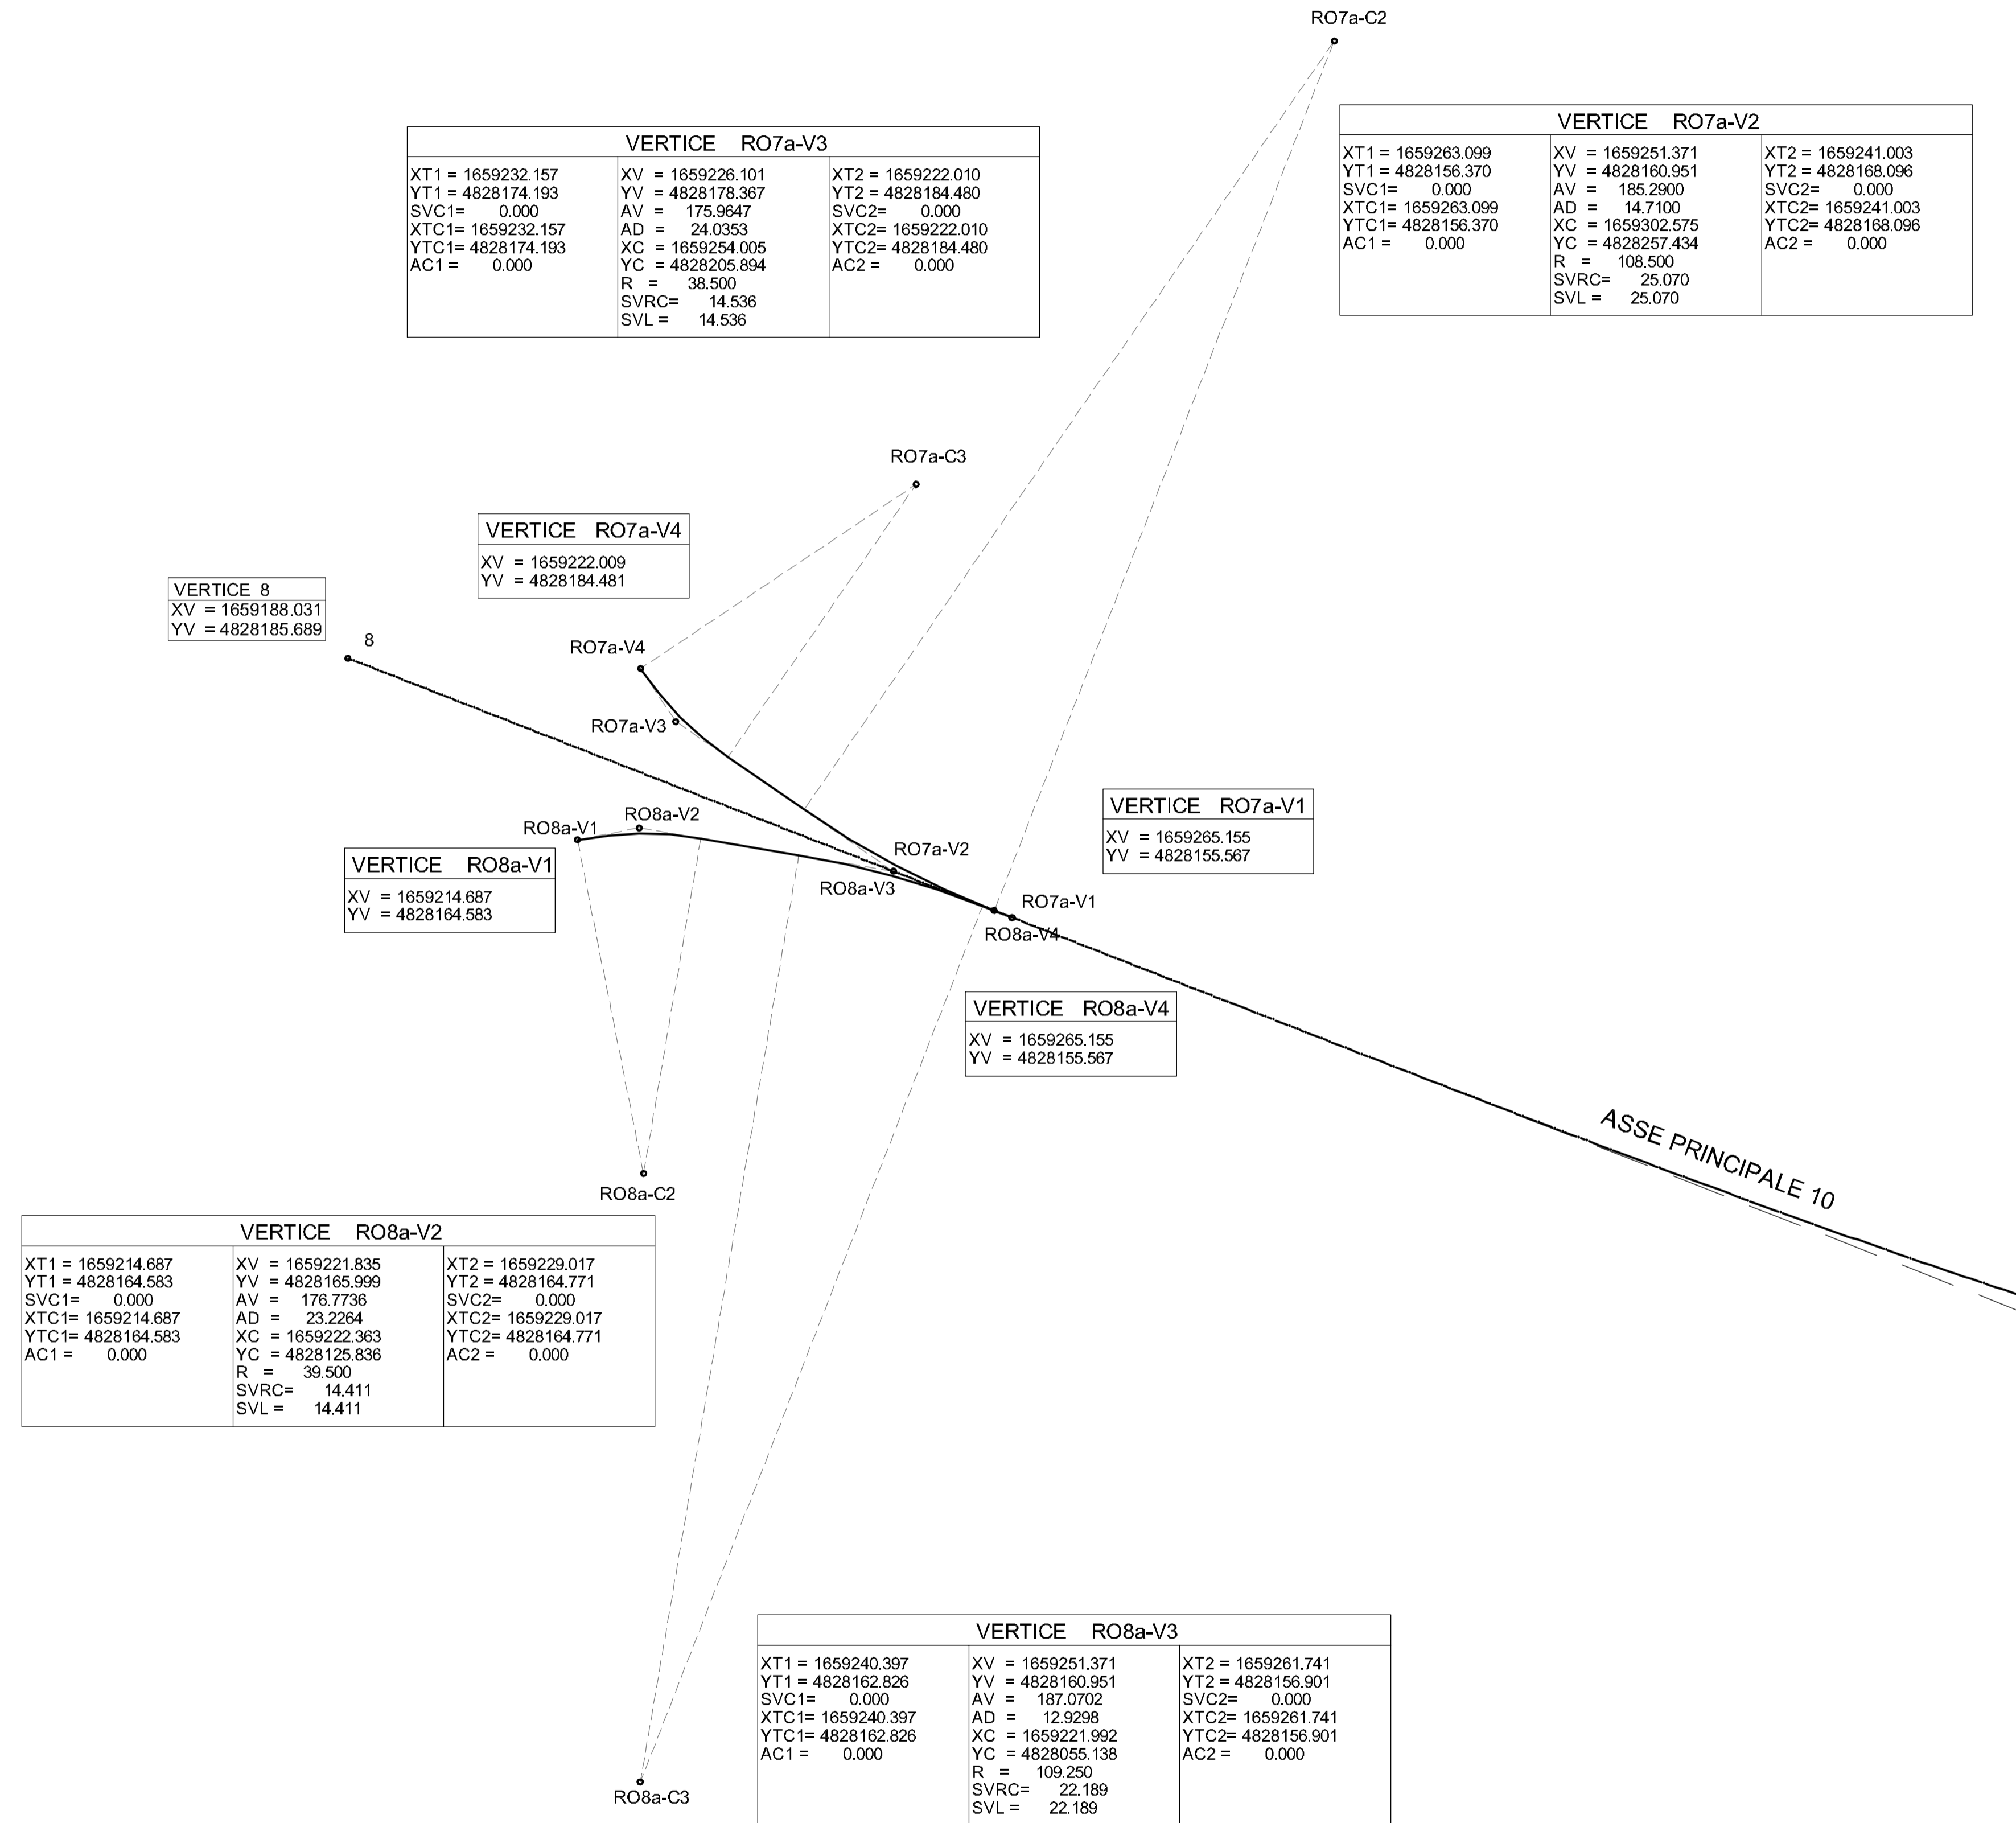 RO7a-C2
VERTICE RO7a-V3
XT1 = 1659232.157
YT1 = 4828174.193
SVC1= 0.000
XTC1= 1659232.157
YTC1= 4828174.193
AC1 = 0.000
XV = 1659226.101
YV = 4828178.367
AV = 175.9647
AD = 24.0353
XC = 1659254.005
YC = 4828205.894
R = 38.500
SVRC= 14.536
SVL = 14.536
XT2 = 1659222.010
YT2 = 4828184.480
SVC2= 0.000
XTC2= 1659222.010
YTC2= 4828184.480
AC2 = 0.000
VERTICE RO7a-V2
XT1 = 1659263.099
YT1 = 4828156.370
SVC1= 0.000
XTC1= 1659263.099
YTC1= 4828156.370
AC1 = 0.000
XV = 1659251.371
YV = 4828160.951
AV = 185.2900
AD = 14.7100
XC = 1659302.575
YC = 4828257.434
R = 108.500
SVRC= 25.070
SVL = 25.070
XT2 = 1659241.003
YT2 = 4828168.096
SVC2= 0.000
XTC2= 1659241.003
YTC2= 4828168.096
AC2 = 0.000
RO7a-C3
VERTICE RO7a-V4
XV = 1659222.009
YV = 4828184.481
VERTICE 8
XV = 1659188.031
YV = 4828185.689
8
RO7a-V4
RO7a-V3
VERTICE RO7a-V1
XV = 1659265.155
YV = 4828155.567
RO8a-V2
RO8a-V1
RO7a-V2
RO8a-V3
VERTICE RO8a-V1
XV = 1659214.687
YV = 4828164.583
RO7a-V1
RO8a-V4
VERTICE RO8a-V4
XV = 1659265.155
YV = 4828155.567
ASSE PRINCIPALE 10
RO8a-C2
VERTICE RO8a-V2
XT1 = 1659214.687
YT1 = 4828164.583
SVC1= 0.000
XTC1= 1659214.687
YTC1= 4828164.583
AC1 = 0.000
XV = 1659221.835
YV = 4828165.999
AV = 176.7736
AD = 23.2264
XC = 1659222.363
YC = 4828125.836
R = 39.500
SVRC= 14.411
SVL = 14.411
XT2 = 1659229.017
YT2 = 4828164.771
SVC2= 0.000
XTC2= 1659229.017
YTC2= 4828164.771
AC2 = 0.000
VERTICE RO8a-V3
XT1 = 1659240.397
YT1 = 4828162.826
SVC1= 0.000
XTC1= 1659240.397
YTC1= 4828162.826
AC1 = 0.000
XV = 1659251.371
YV = 4828160.951
AV = 187.0702
AD = 12.9298
XC = 1659221.992
YC = 4828055.138
R = 109.250
SVRC= 22.189
SVL = 22.189
XT2 = 1659261.741
YT2 = 4828156.901
SVC2= 0.000
XTC2= 1659261.741
YTC2= 4828156.901
AC2 = 0.000
RO8a-C3